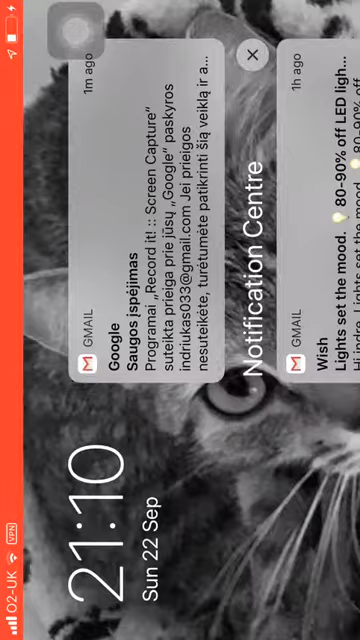 O2-UK VPN
21:10
Sun 22 Sep
GMAIL 1m ago
Google
Saugos įspėjimas
Programai „Record it! :: Screen Capture“
suteikta prieiga prie jūsų „Google“ paskyros
indriukas033@gmail.com Jei prieigos
nesuteikėte, turėtumėte patikrinti šią veiklą ir a...
Notification Centre
GMAIL 1h ago
Wish
Lights set the mood. 💡 80-90% off LED ligh...